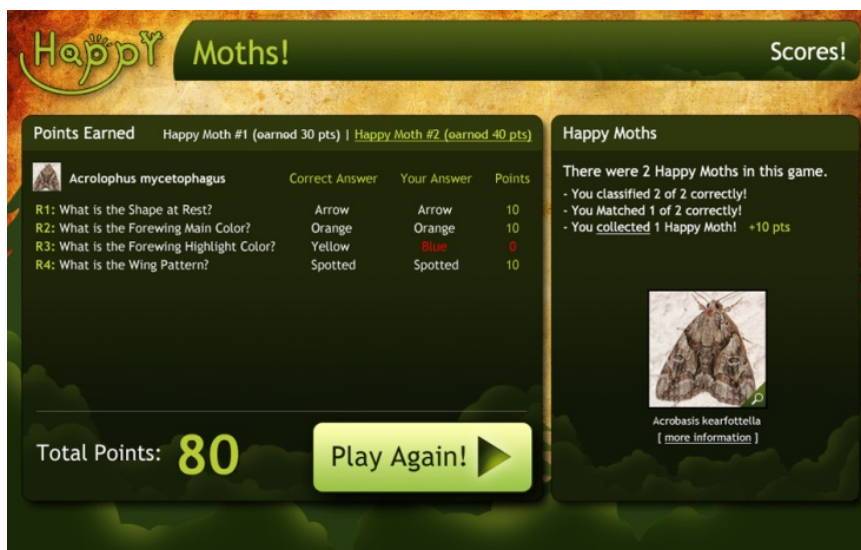 Happy Moths!
Scores!
Points Earned Happy Moth #1 (earned 30 pts) | Happy Moth #2 (earned 40 pts)
Acrolophus mycetophagus Correct Answer Your Answer Points
R1: What is the Shape at Rest? Arrow Arrow 10
R2: What is the Forewing Main Color? Orange Orange 10
R3: What is the Forewing Highlight Color? Yellow Blue 0
R4: What is the Wing Pattern? Spotted Spotted 10
Total Points: 80
Play Again!
Happy Moths
There were 2 Happy Moths in this game.
- You classified 2 of 2 correctly!
- You Matched 1 of 2 correctly!
- You collected 1 Happy Moth! +10 pts
Acrobasis kearfottella
[ more information ]